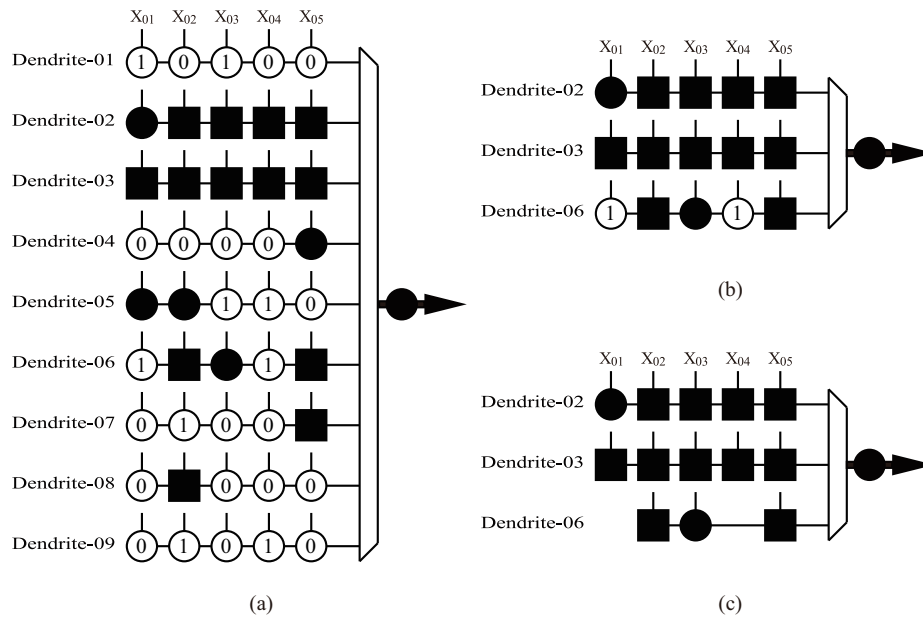 X01 X02 X03 X04 X05
Dendrite-01 1 0 1 0 0
Dendrite-02
Dendrite-03
Dendrite-04 0 0 0 0
Dendrite-05 1 1 0
Dendrite-06 1 1
Dendrite-07 0 1 0 0
Dendrite-08 0 0 0 0
Dendrite-09 0 1 0 1 0
(a)
X01 X02 X03 X04 X05
Dendrite-02
Dendrite-03
Dendrite-06 1 1
(b)
X01 X02 X03 X04 X05
Dendrite-02
Dendrite-03
Dendrite-06
(c)